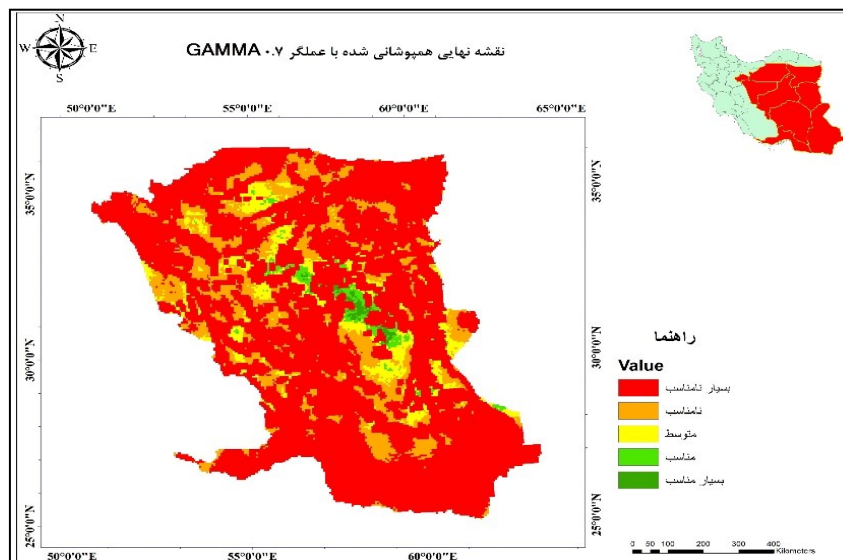 نقشه نهایی همپوشانی شده با عملگر GAMMA ۰.۷
N
W E
S
50°0'0"E 55°0'0"E 60°0'0"E 65°0'0"E
35°0'0"N 35°0'0"N
30°0'0"N 30°0'0"N
25°0'0"N 25°0'0"N
50°0'0"E 55°0'0"E 60°0'0"E
راهنما
Value
بسیار نامناسب
نامناسب
متوسط
مناسب
بسیار مناسب
0 50 100 200 300 400
Kilometers